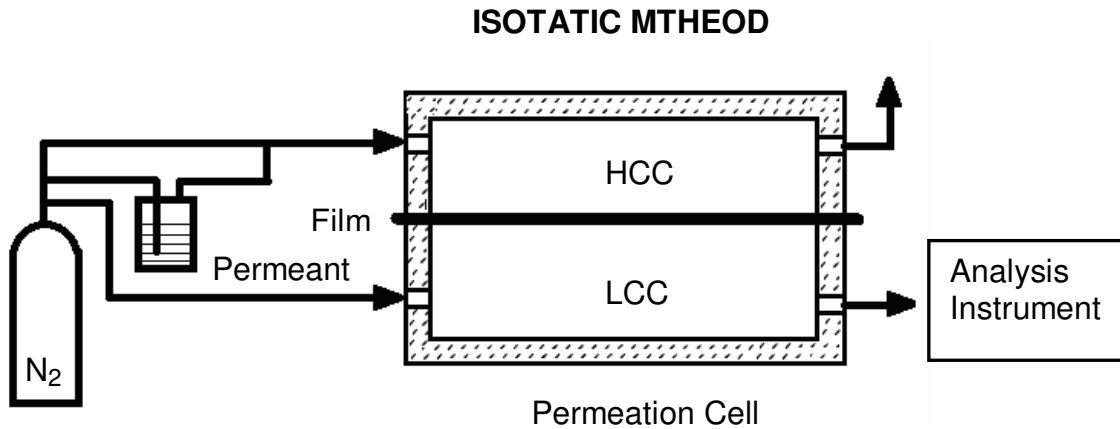 ISOTATIC MTHEOD
HCC
Film
Permeant
LCC
Analysis
Instrument
N2
Permeation Cell